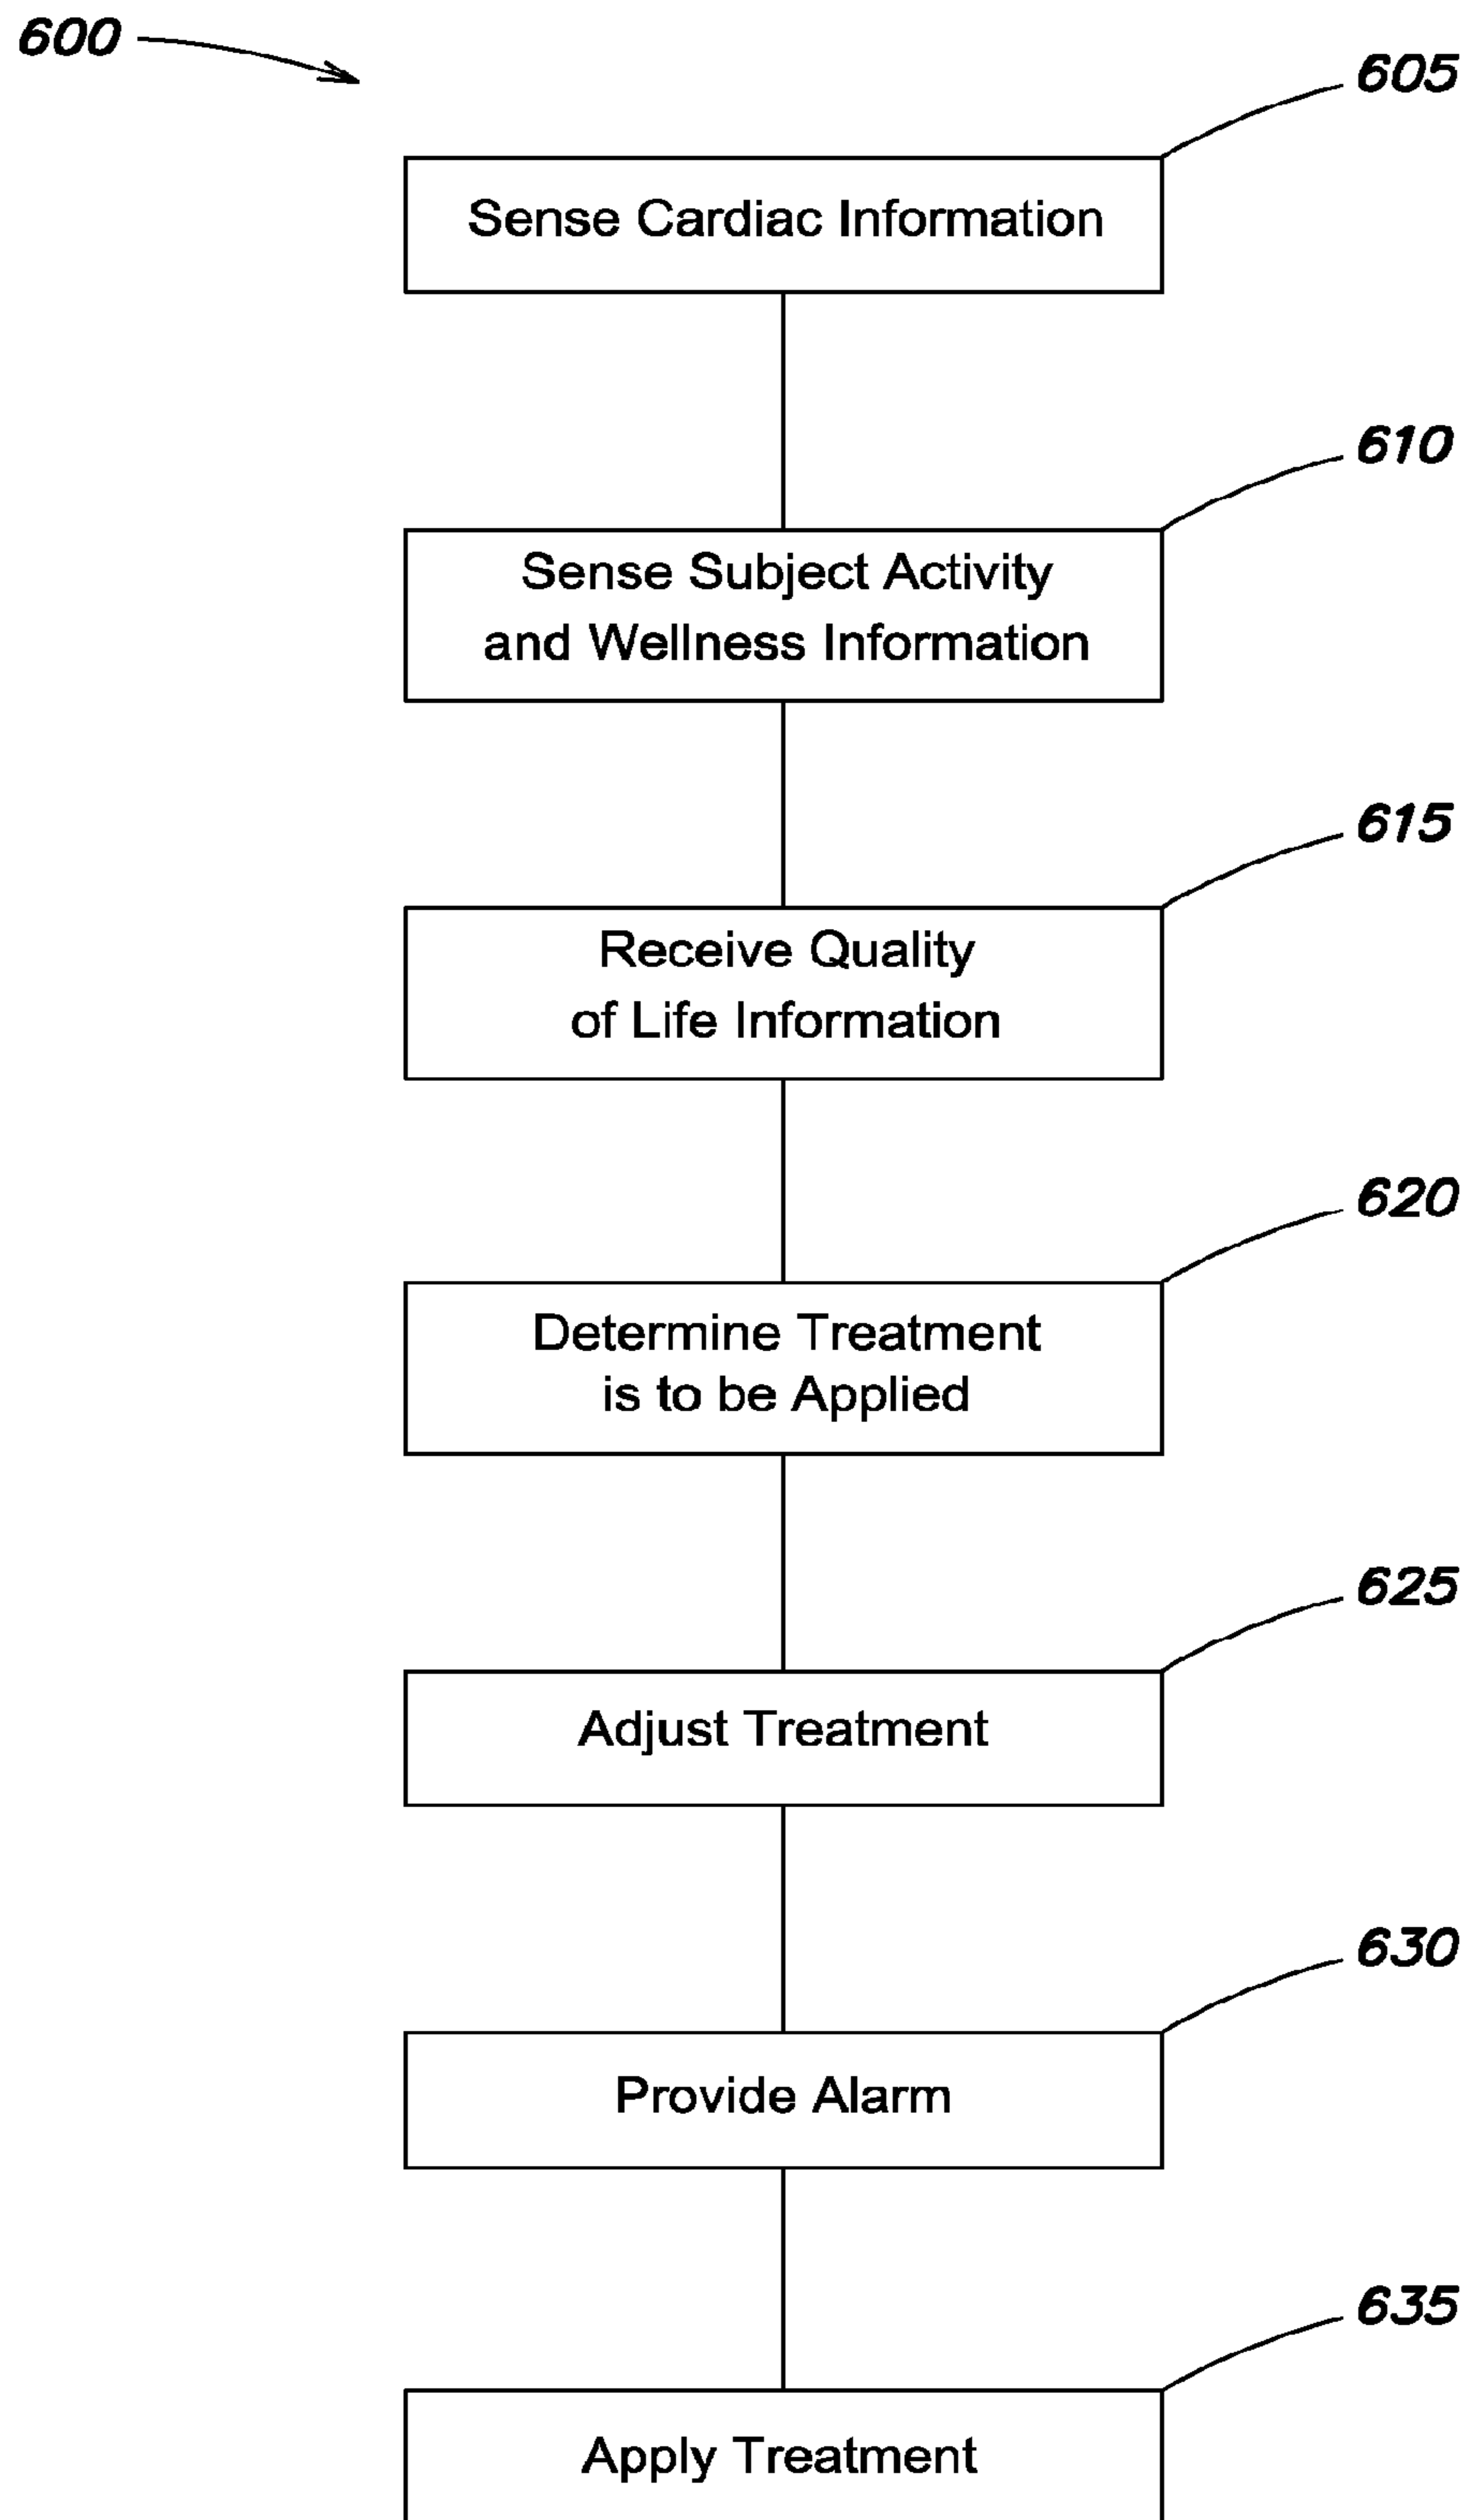 600
605
Sense Cardiac Information
610
Sense Subject Activity
and Wellness Information
615
Receive Quality
of Life Information
620
Determine Treatment
is to be Applied
625
Adjust Treatment
630
Provide Alarm
635
Apply Treatment